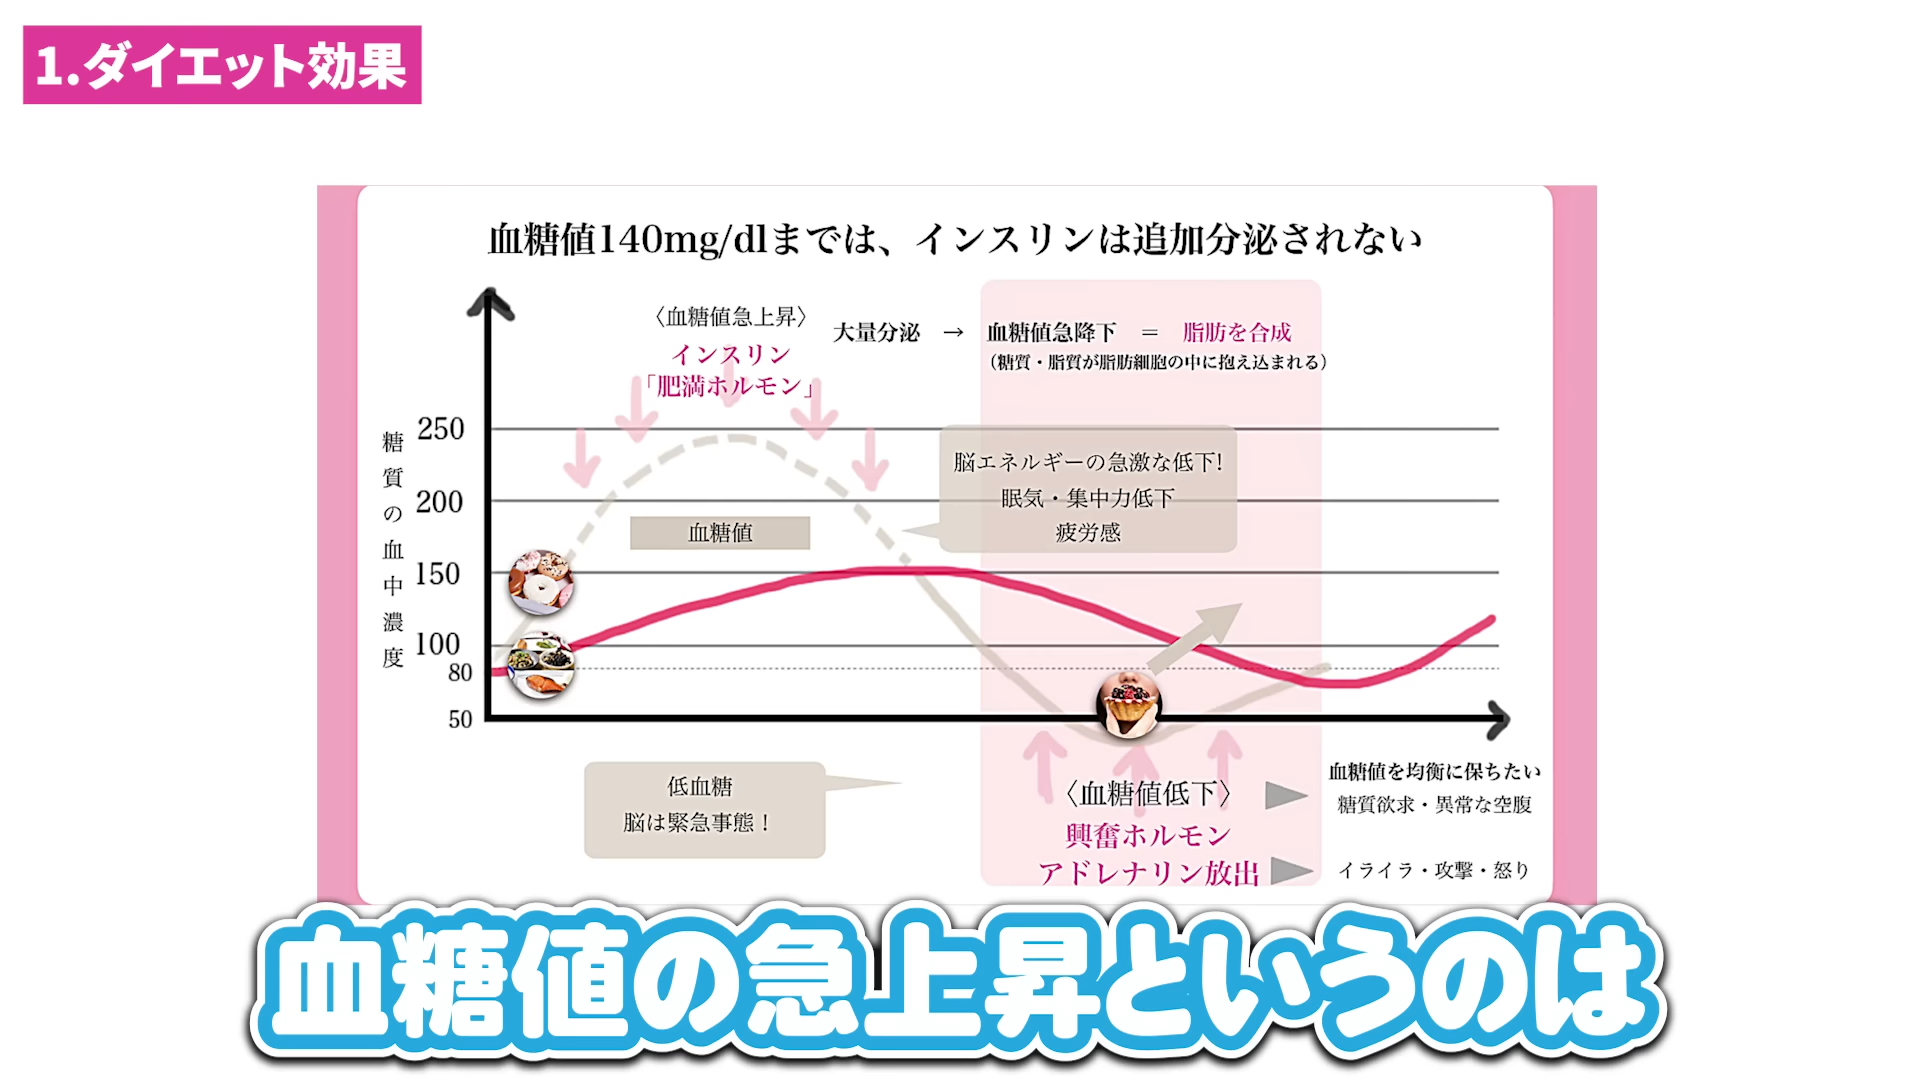 1.ダイエット効果
血糖値140mg/dlまでは、インスリンは追加分泌されない
〈血糖値急上昇〉
インスリン
「肥満ホルモン」
大量分泌 → 血糖値急降下 = 脂肪を合成
(糖質・脂質が脂肪細胞の中に抱え込まれる)
糖質の血中濃度
250
200
150
100
80
50
血糖値
脳エネルギーの急激な低下!
眠気・集中力低下
疲労感
低血糖
脳は緊急事態！
〈血糖値低下〉
興奮ホルモン
アドレナリン放出
血糖値を均衡に保ちたい
糖質欲求・異常な空腹
イライラ・攻撃・怒り
血糖値の急上昇というのは